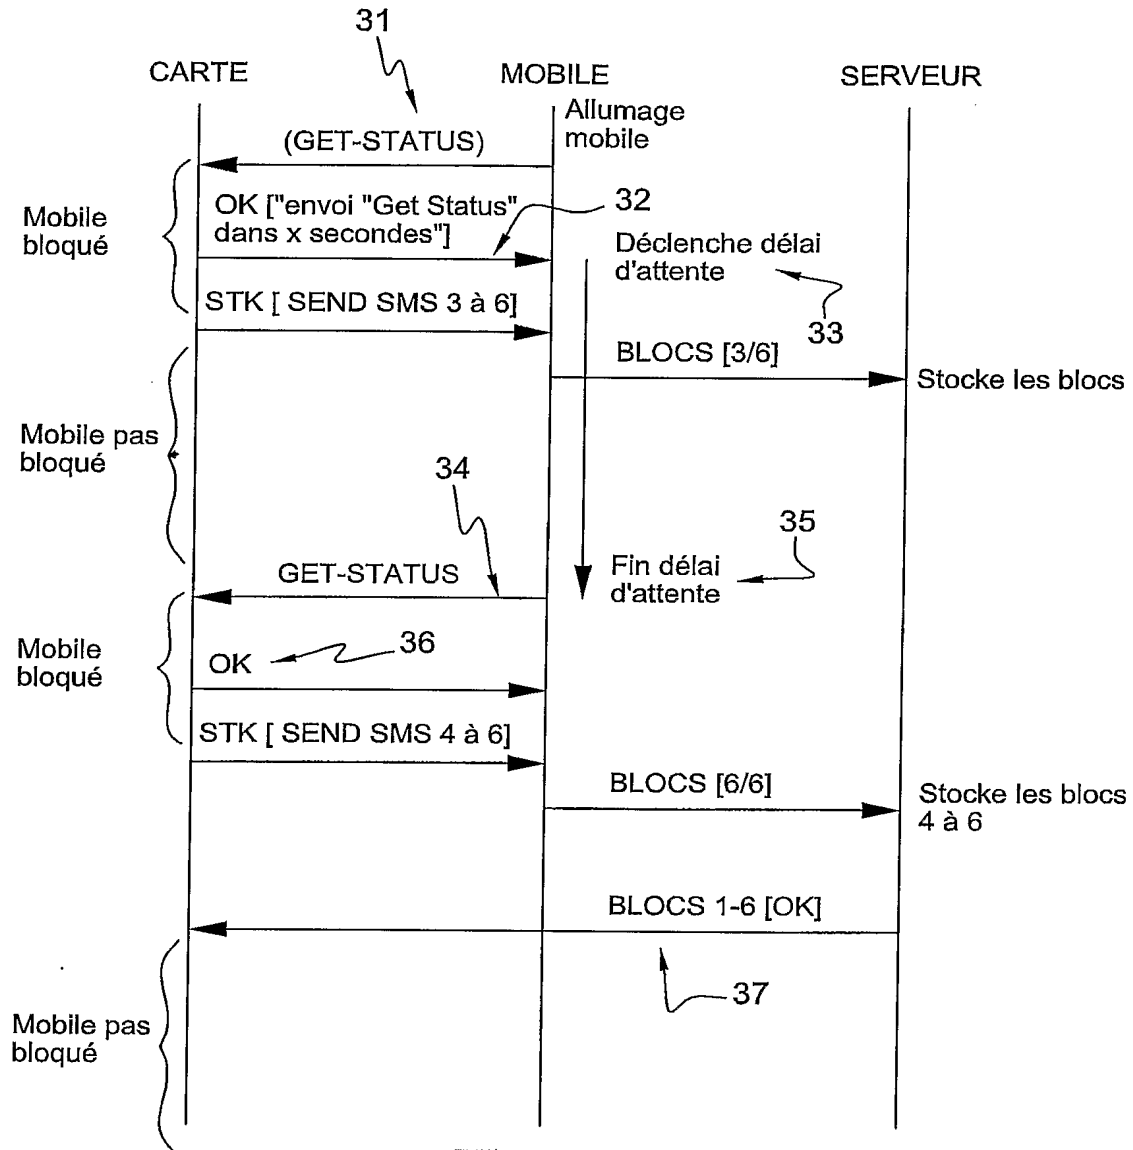 31
CARTE
MOBILE
SERVEUR
Allumage
mobile
(GET-STATUS)
Mobile
bloqué
OK ["envoi "Get Status"
dans x secondes"]
32
Déclenche délai
d'attente
33
STK [ SEND SMS 3 à 6]
BLOCS [3/6]
Stocke les blocs
Mobile pas
bloqué
34
35
GET-STATUS
Fin délai
d'attente
Mobile
bloqué
OK
36
STK [ SEND SMS 4 à 6]
BLOCS [6/6]
Stocke les blocs
4 à 6
BLOCS 1-6 [OK]
37
Mobile pas
bloqué